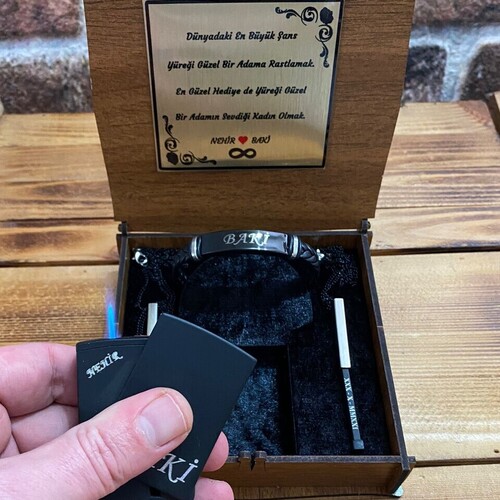 Dünyadaki En Büyük Şans
Yüreği Güzel Bir Adama Rastlamak.
En Güzel Hediye de Yüreği Güzel
Bir Adamın Sevdiği Kadın Olmak.
NEHİR ❤ BAKİ
BAKİ
NEHİR
Kİ